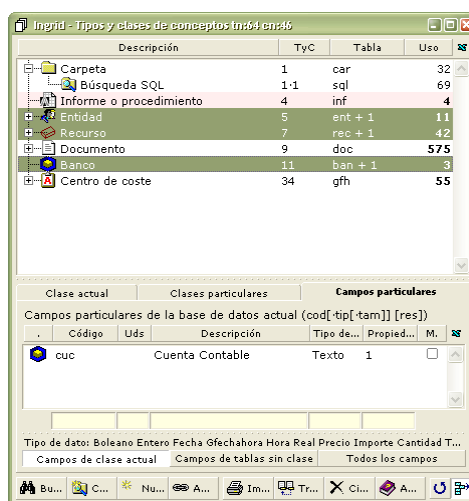 Ingrid - Tipos y clases de conceptos tn:64 cn:46
Descripción TyC Tabla Uso
Carpeta 1 car 32
Búsqueda SQL 1·1 sql 69
Informe o procedimiento 4 inf 4
Entidad 5 ent + 1 11
Recurso 7 rec + 1 42
Documento 9 doc 575
Banco 11 ban + 1 3
Centro de coste 34 gfh 55
Clase actual Clases particulares Campos particulares
Campos particulares de la base de datos actual (cod[·tip[·tam]] [res])
. Código Uds Descripción Tipo de... Propied... M.
cuc Cuenta Contable Texto 1
Tipo de dato: Boleano Entero Fecha Gfechahora Hora Real Precio Importe Cantidad T...
Campos de clase actual Campos de tablas sin clase Todos los campos
Bu... C... Nu... A... Im... Tr... Ci... A...